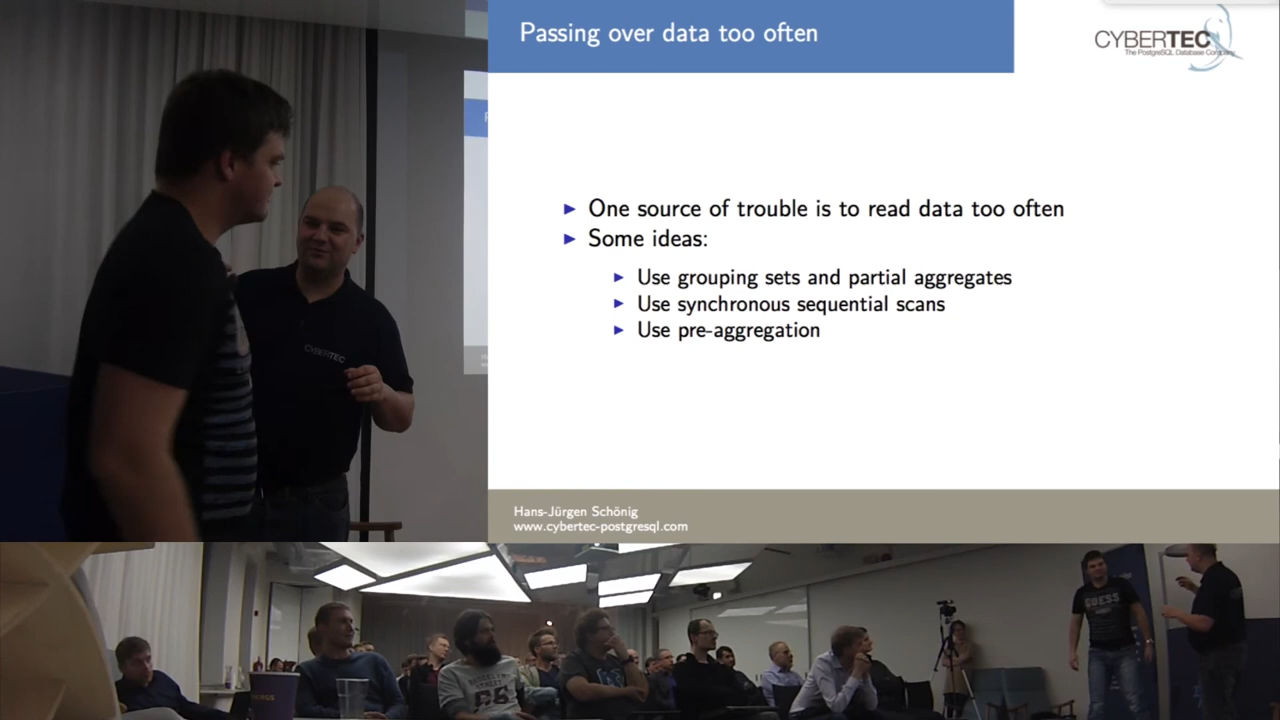 Passing over data too often
CYBERTEC
The PostgreSQL Database Company
One source of trouble is to read data too often
Some ideas:
Use grouping sets and partial aggregates
Use synchronous sequential scans
Use pre-aggregation
Hans-Jürgen Schönig
www.cybertec-postgresql.com
CYBERTEC
GUESS
66